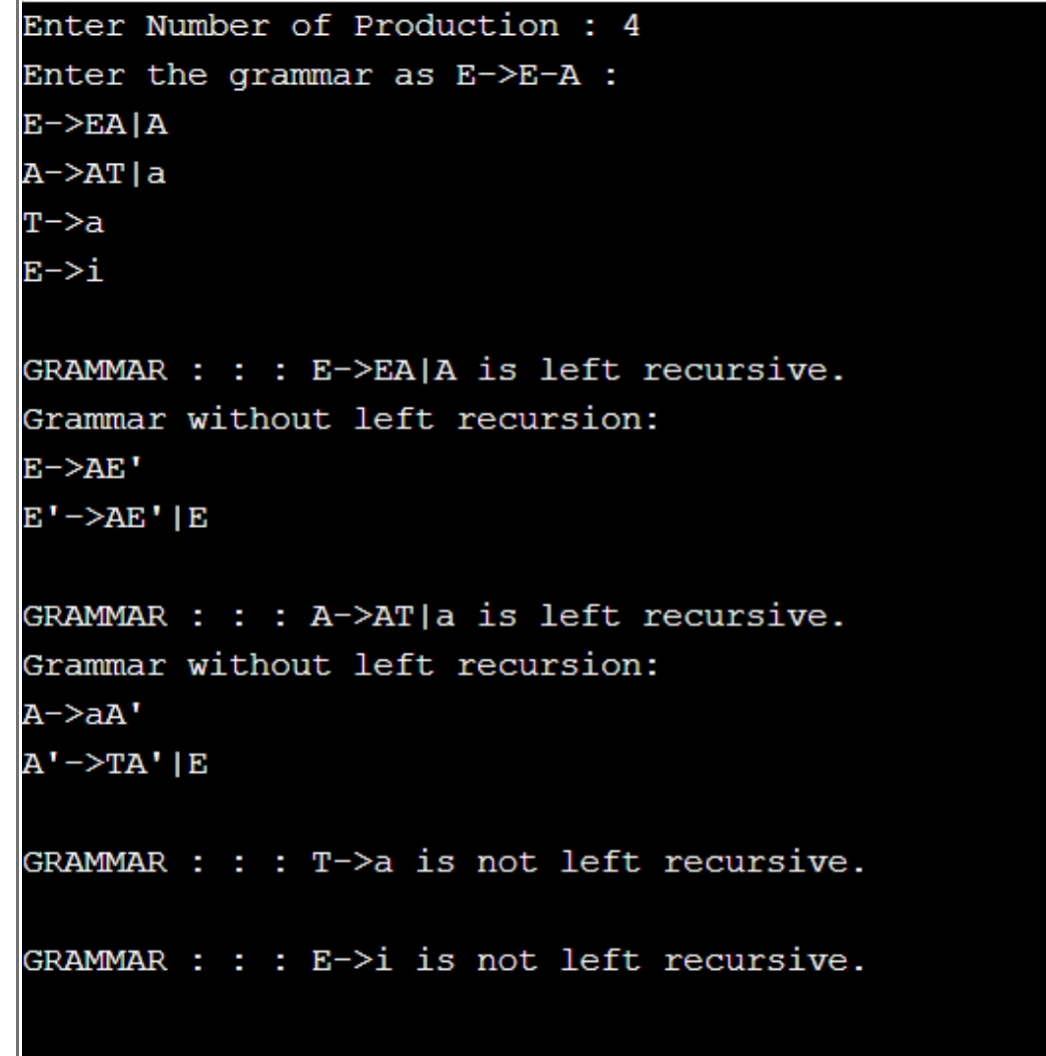 Enter Number of Production : 4
Enter the grammar as E->E-A :
E->EA|A
A->AT|a
T->a
E->i
GRAMMAR : : : E->EA|A is left recursive.
Grammar without left recursion:
E->AE'
E'->AE'|E
GRAMMAR : : : A->AT|a is left recursive.
Grammar without left recursion:
A->aA'
A'->TA'|E
GRAMMAR : : : T->a is not left recursive.
GRAMMAR : : : E->i is not left recursive.